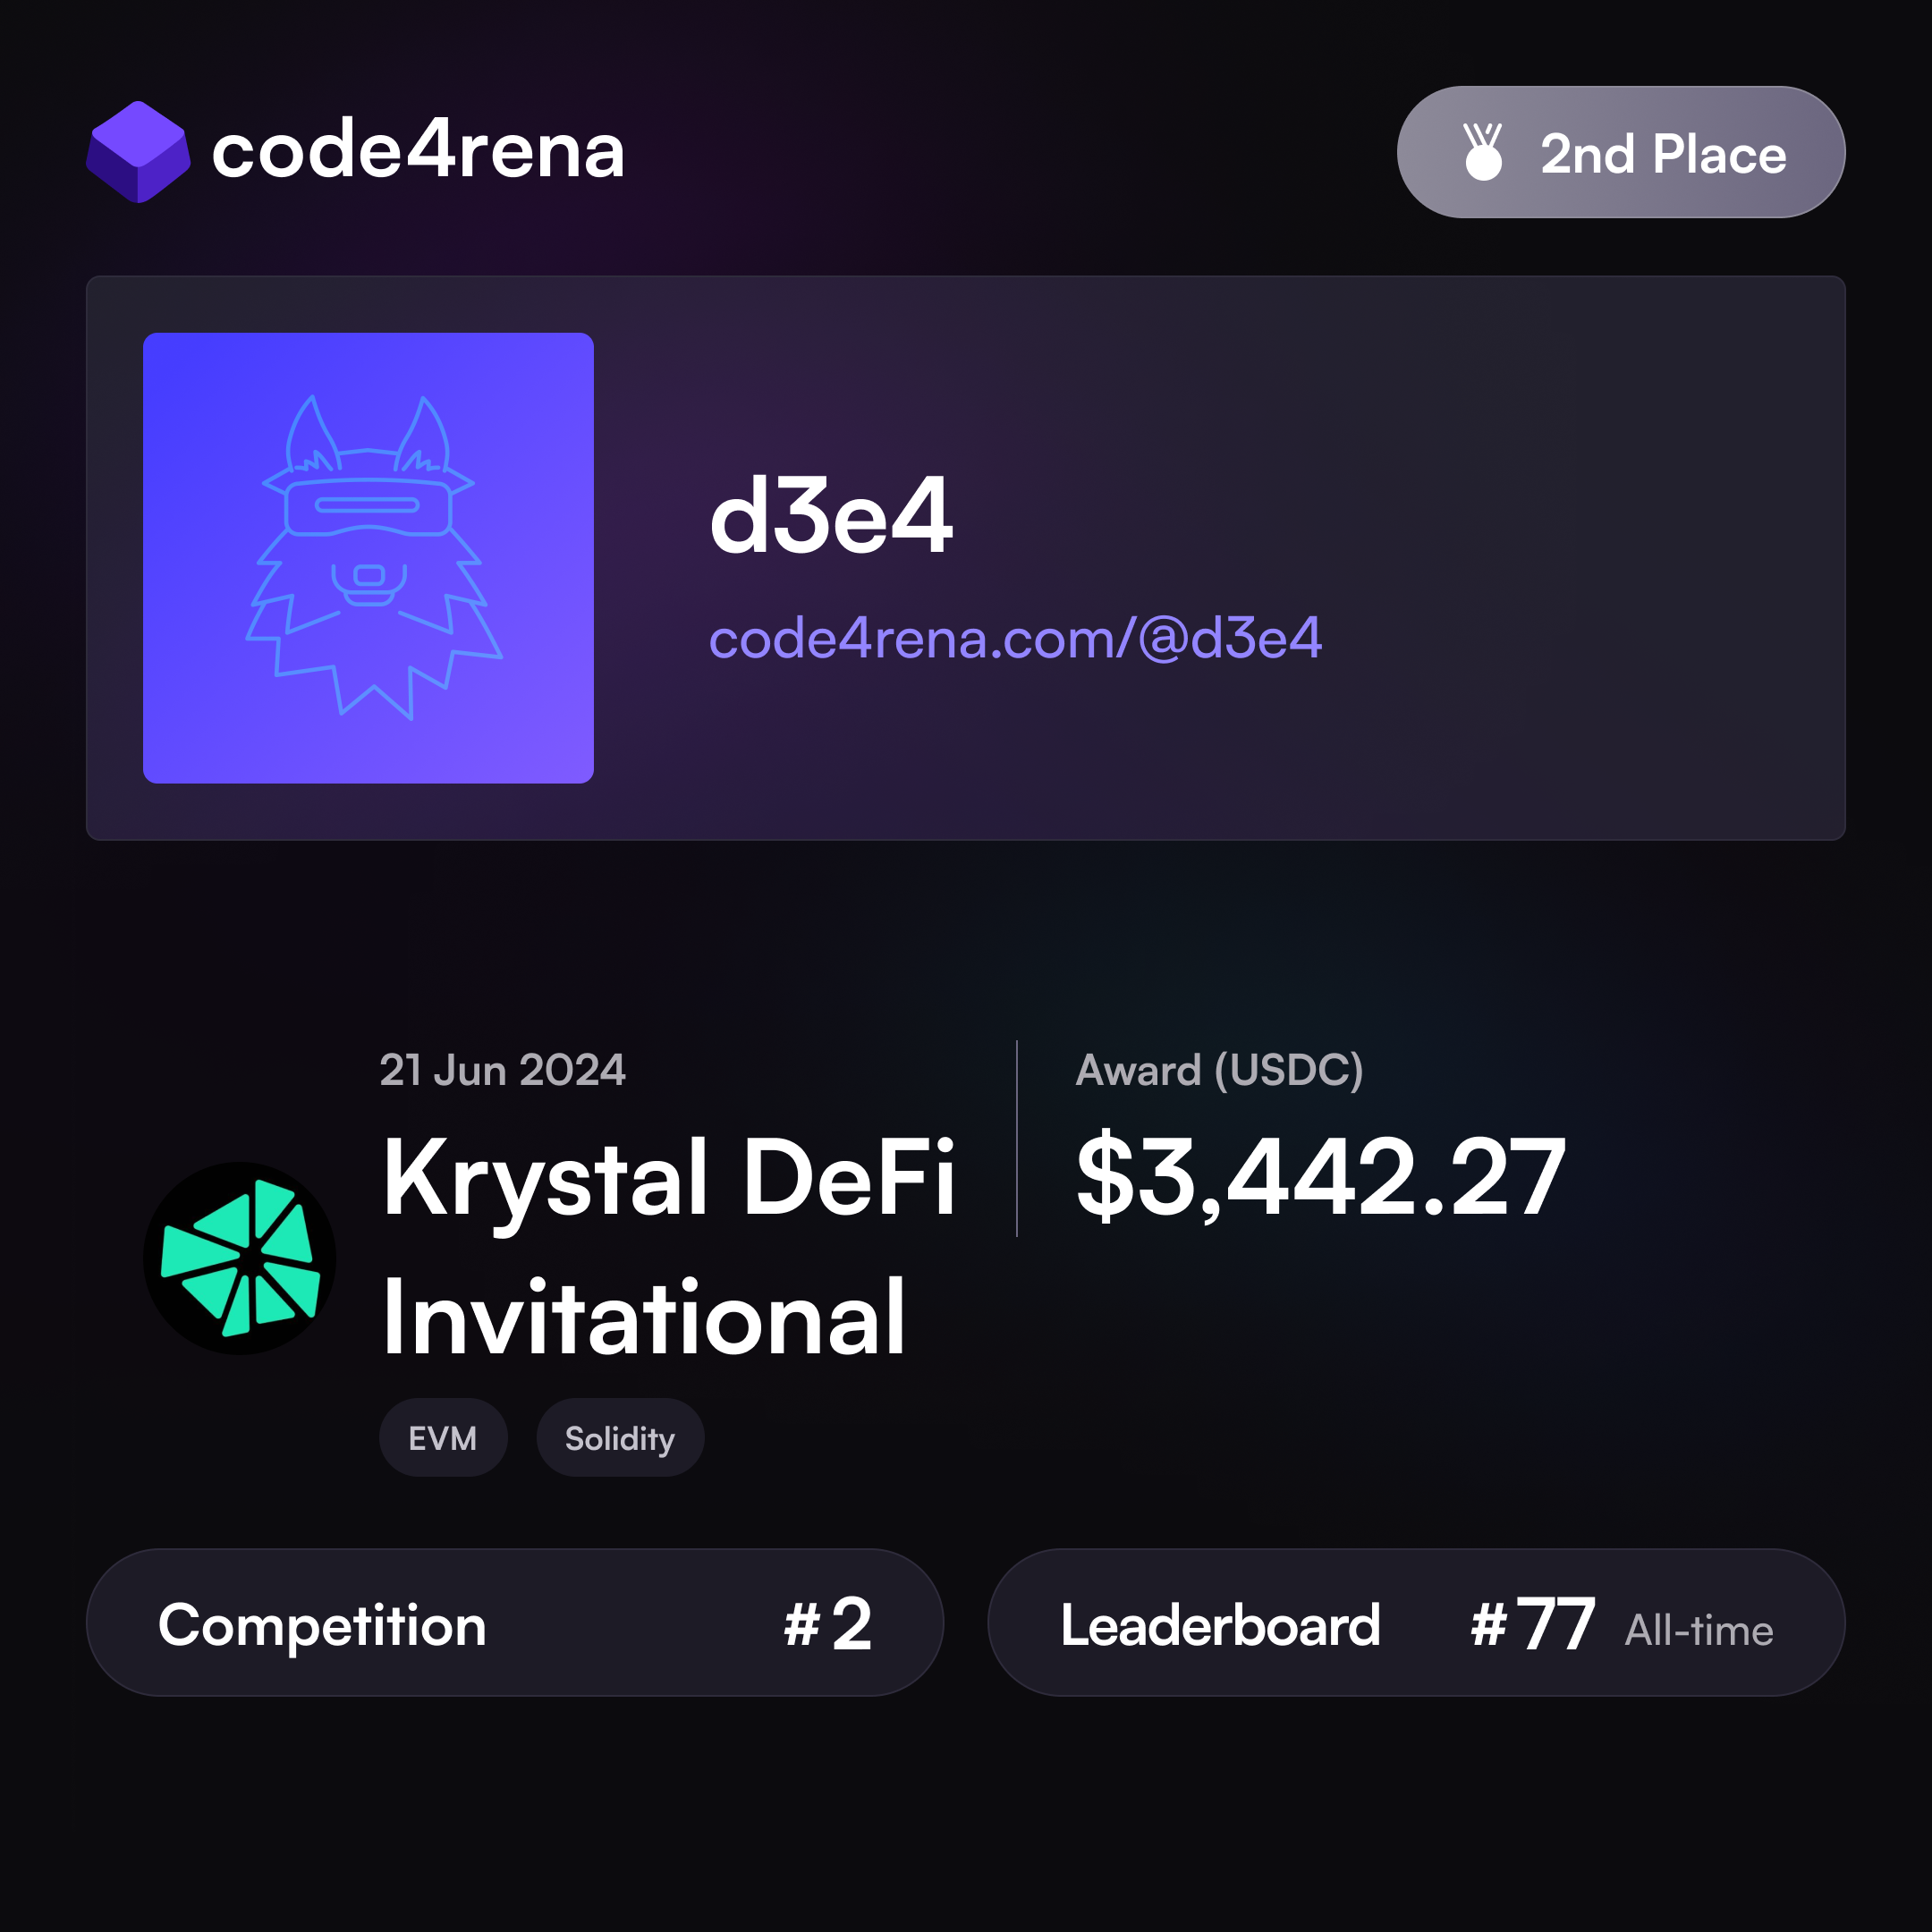 code4rena
2nd Place
d3e4
code4rena.com/@d3e4
21 Jun 2024
Krystal DeFi
Invitational
EVM Solidity
Award (USDC)
$3,442.27
Competition #2
Leaderboard #77 All-time